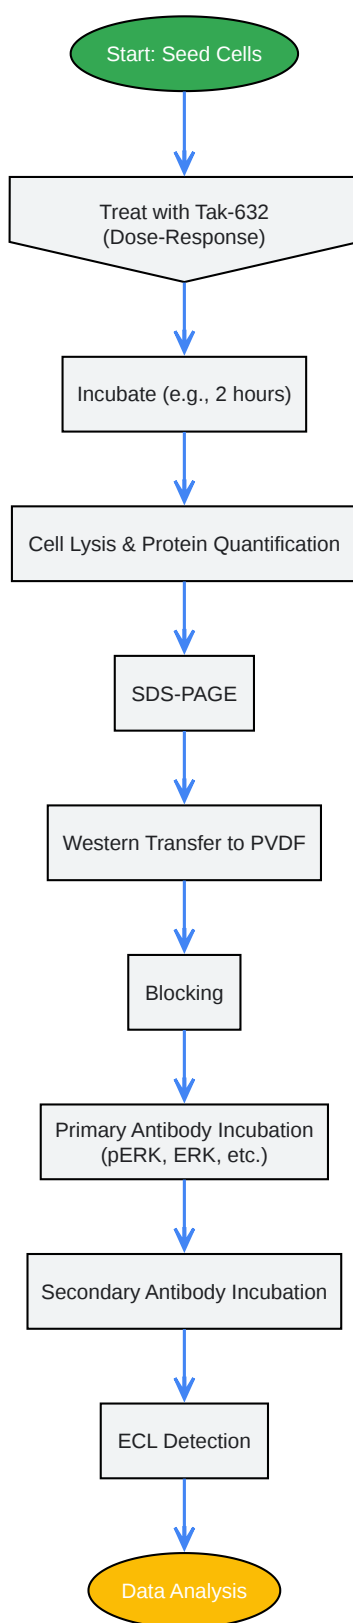 Start: Seed Cells
Treat with Tak-632
(Dose-Response)
Incubate (e.g., 2 hours)
Cell Lysis & Protein Quantification
SDS-PAGE
Western Transfer to PVDF
Blocking
Primary Antibody Incubation
(pERK, ERK, etc.)
Secondary Antibody Incubation
ECL Detection
Data Analysis